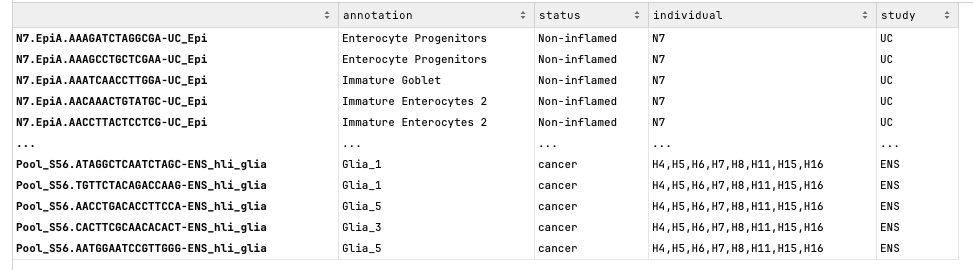 annotation status individual study
N7.EpiA.AAAGATCTAGGCGA-UC_Epi Enterocyte Progenitors Non-inflamed N7 UC
N7.EpiA.AAAGCCTGCTCGAA-UC_Epi Enterocyte Progenitors Non-inflamed N7 UC
N7.EpiA.AAATCAACCTTGGA-UC_Epi Immature Goblet Non-inflamed N7 UC
N7.EpiA.AACAAACTGTATGC-UC_Epi Immature Enterocytes 2 Non-inflamed N7 UC
N7.EpiA.AACCTTACTCCTCG-UC_Epi Immature Enterocytes 2 Non-inflamed N7 UC
... ... ... ... ...
Pool_S56.ATAGGCTCAATCTAGC-ENS_hli_glia Glia_1 cancer H4,H5,H6,H7,H8,H11,H15,H16 ENS
Pool_S56.TGTTCTACAGACCAAG-ENS_hli_glia Glia_1 cancer H4,H5,H6,H7,H8,H11,H15,H16 ENS
Pool_S56.AACCTGACACCTTCCA-ENS_hli_glia Glia_5 cancer H4,H5,H6,H7,H8,H11,H15,H16 ENS
Pool_S56.CACTTCGCAACACACT-ENS_hli_glia Glia_3 cancer H4,H5,H6,H7,H8,H11,H15,H16 ENS
Pool_S56.AATGGAATCCGTTGGG-ENS_hli_glia Glia_5 cancer H4,H5,H6,H7,H8,H11,H15,H16 ENS